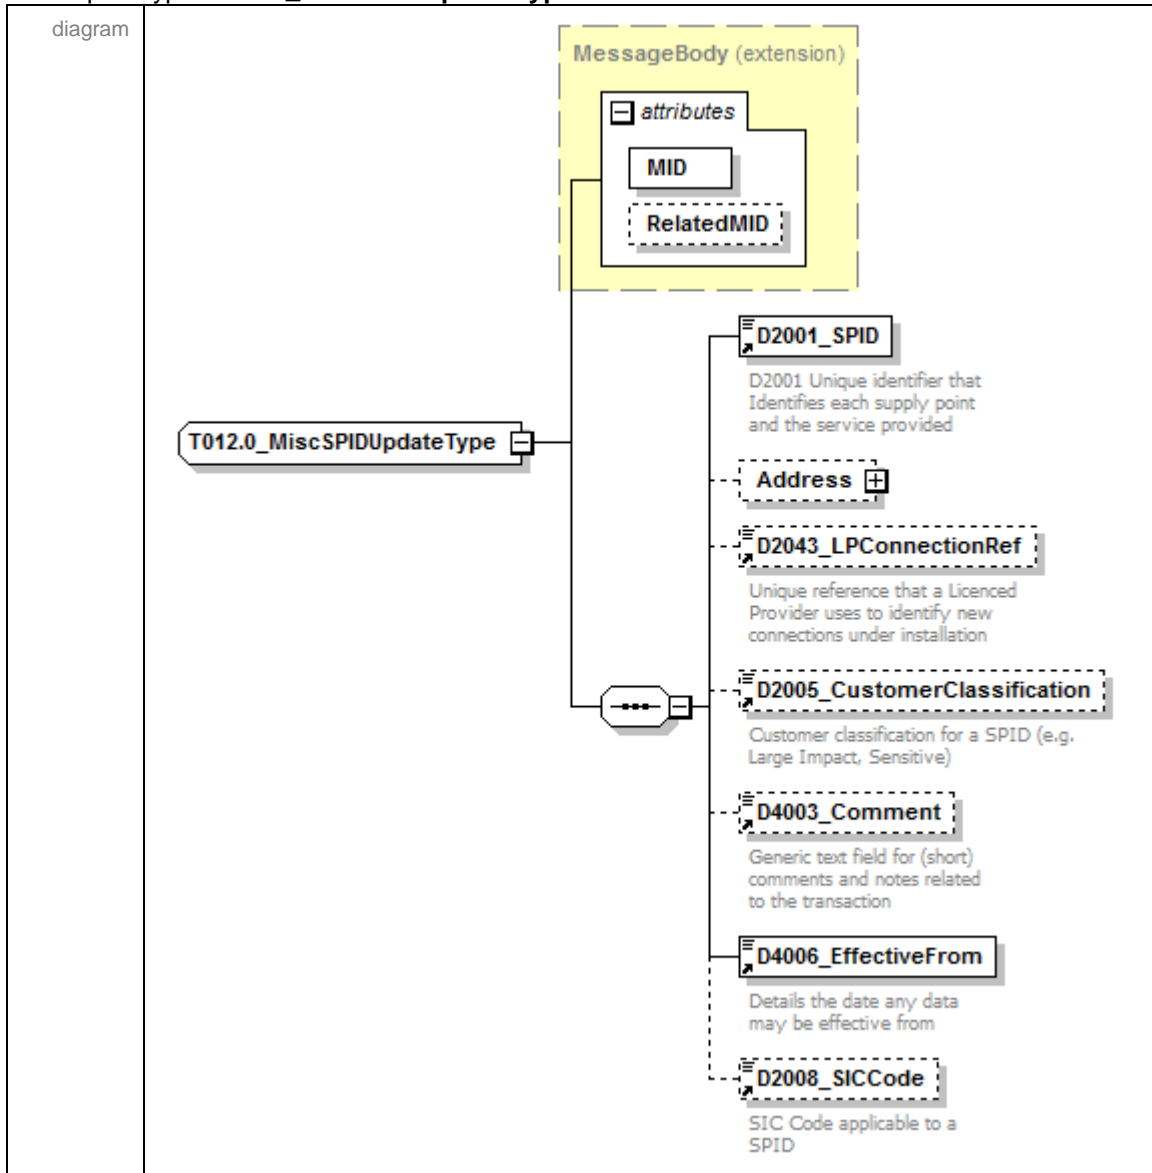 diagram
MessageBody (extension)
attributes
MID
RelatedMID
D2001_SPID
D2001 Unique identifier that
Identifies each supply point
and the service provided
T012.0_MiscSPIDUpdateType
Address
D2043_LPConnectionRef
Unique reference that a Licenced
Provider uses to identify new
connections under installation
D2005_CustomerClassification
Customer classification for a SPID (e.g.
Large Impact, Sensitive)
D4003_Comment
Generic text field for (short)
comments and notes related
to the transaction
D4006_EffectiveFrom
Details the date any data
may be effective from
D2008_SICCode
SIC Code applicable to a
SPID